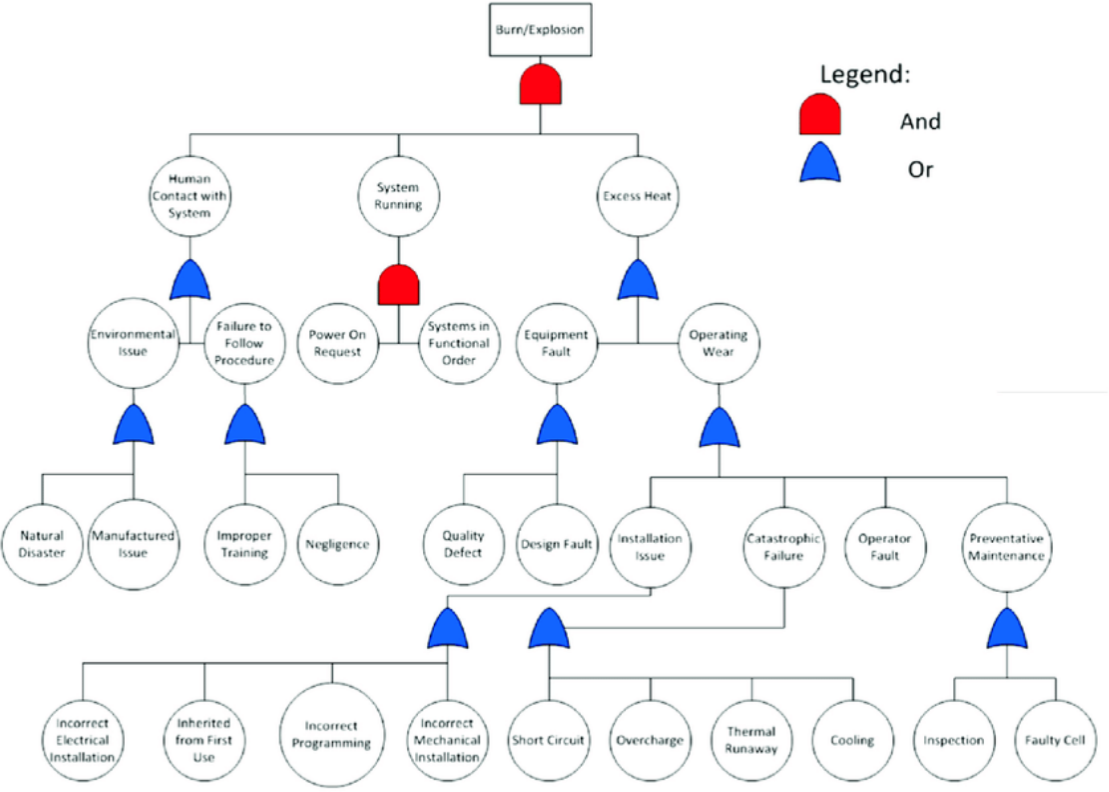 Burn/Explosion
Legend:
And
Or
Human
Contact with
System
System
Running
Excess Heat
Environmental
Issue
Failure to
Follow
Procedure
Power On
Request
Systems in
Functional
Order
Equipment
Fault
Operating
Wear
Natural
Disaster
Manufactured
Issue
Improper
Training
Negligence
Quality
Defect
Design Fault
Installation
Issue
Catastrophic
Failure
Operator
Fault
Preventative
Maintenance
Incorrect
Electrical
Installation
Inherited
from First
Use
Incorrect
Programming
Incorrect
Mechanical
Installation
Short Circuit
Overcharge
Thermal
Runaway
Cooling
Inspection
Faulty Cell